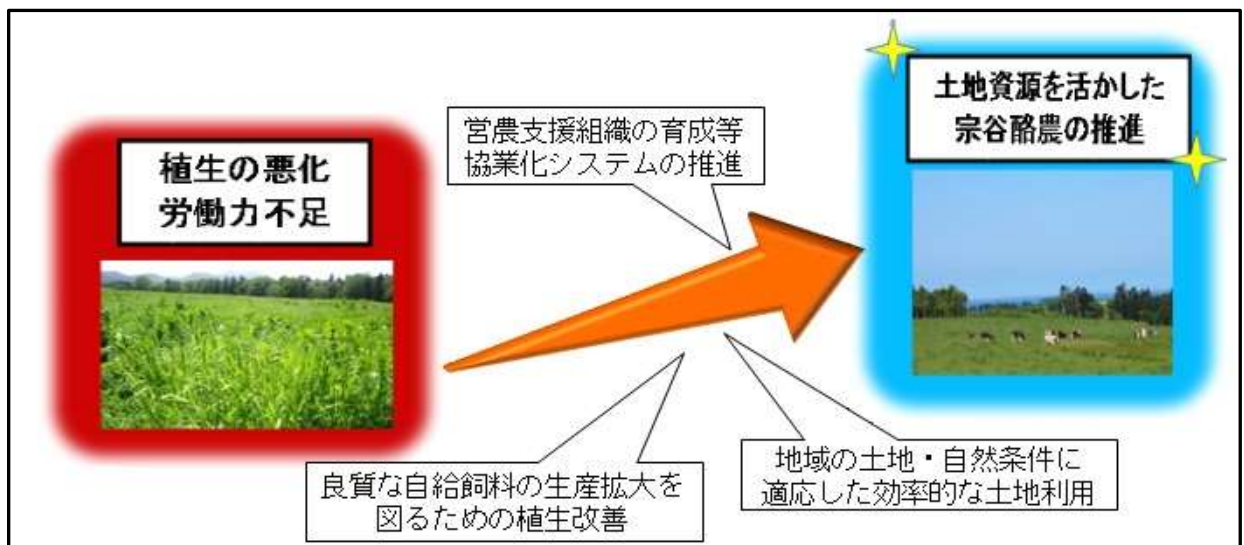 植生の悪化
労働力不足
営農支援組織の育成等
協業化システムの推進
土地資源を活かした
宗谷酪農の推進
良質な自給飼料の生産拡大を
図るための植生改善
地域の土地・自然条件に
適応した効率的な土地利用